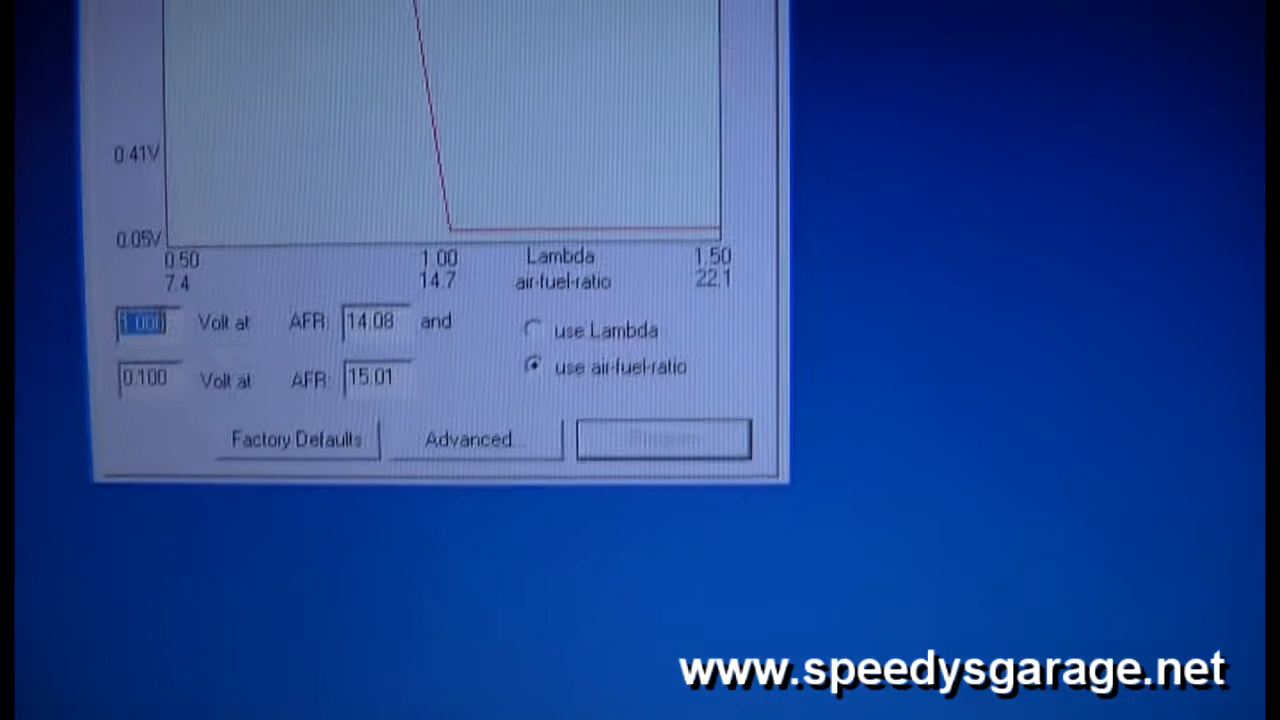 0.41V
0.05V
0.50 1.00 Lambda 1.50
7.4 14.7 air-fuel-ratio 22.1
1.000 Volt at AFR: 14.08 and use Lambda
0.100 Volt at AFR: 15.01 use air-fuel-ratio
Factory Defaults Advanced... Program
www.speedysgarage.net